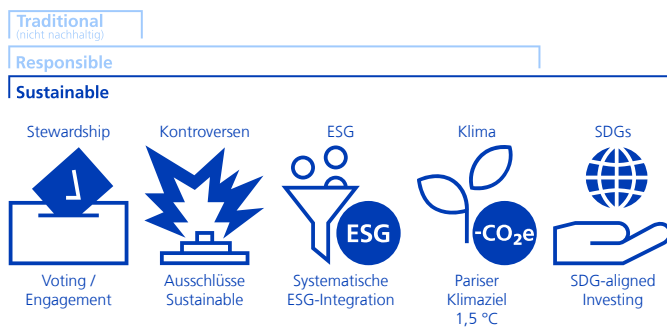 Traditional
(nicht nachhaltig)
Responsible
Sustainable
Stewardship
Kontroversen
ESG
Klima
SDGs
ESG
-CO₂e
Voting /
Engagement
Ausschlüsse
Sustainable
Systematische
ESG-Integration
Pariser
Klimaziel
1,5 °C
SDG-aligned
Investing